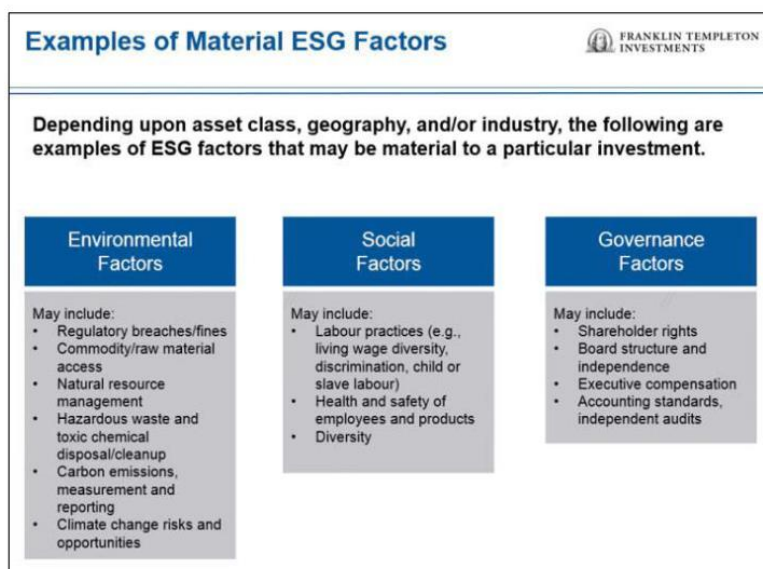 Examples of Material ESG Factors
FRANKLIN TEMPLETON
INVESTMENTS
Depending upon asset class, geography, and/or industry, the following are
examples of ESG factors that may be material to a particular investment.
Environmental
Factors
May include:
• Regulatory breaches/fines
• Commodity/raw material
access
• Natural resource
management
• Hazardous waste and
toxic chemical
disposal/cleanup
• Carbon emissions,
measurement and
reporting
• Climate change risks and
opportunities
Social
Factors
May include:
• Labour practices (e.g.,
living wage diversity,
discrimination, child or
slave labour)
• Health and safety of
employees and products
• Diversity
Governance
Factors
May include:
• Shareholder rights
• Board structure and
independence
• Executive compensation
• Accounting standards,
independent audits